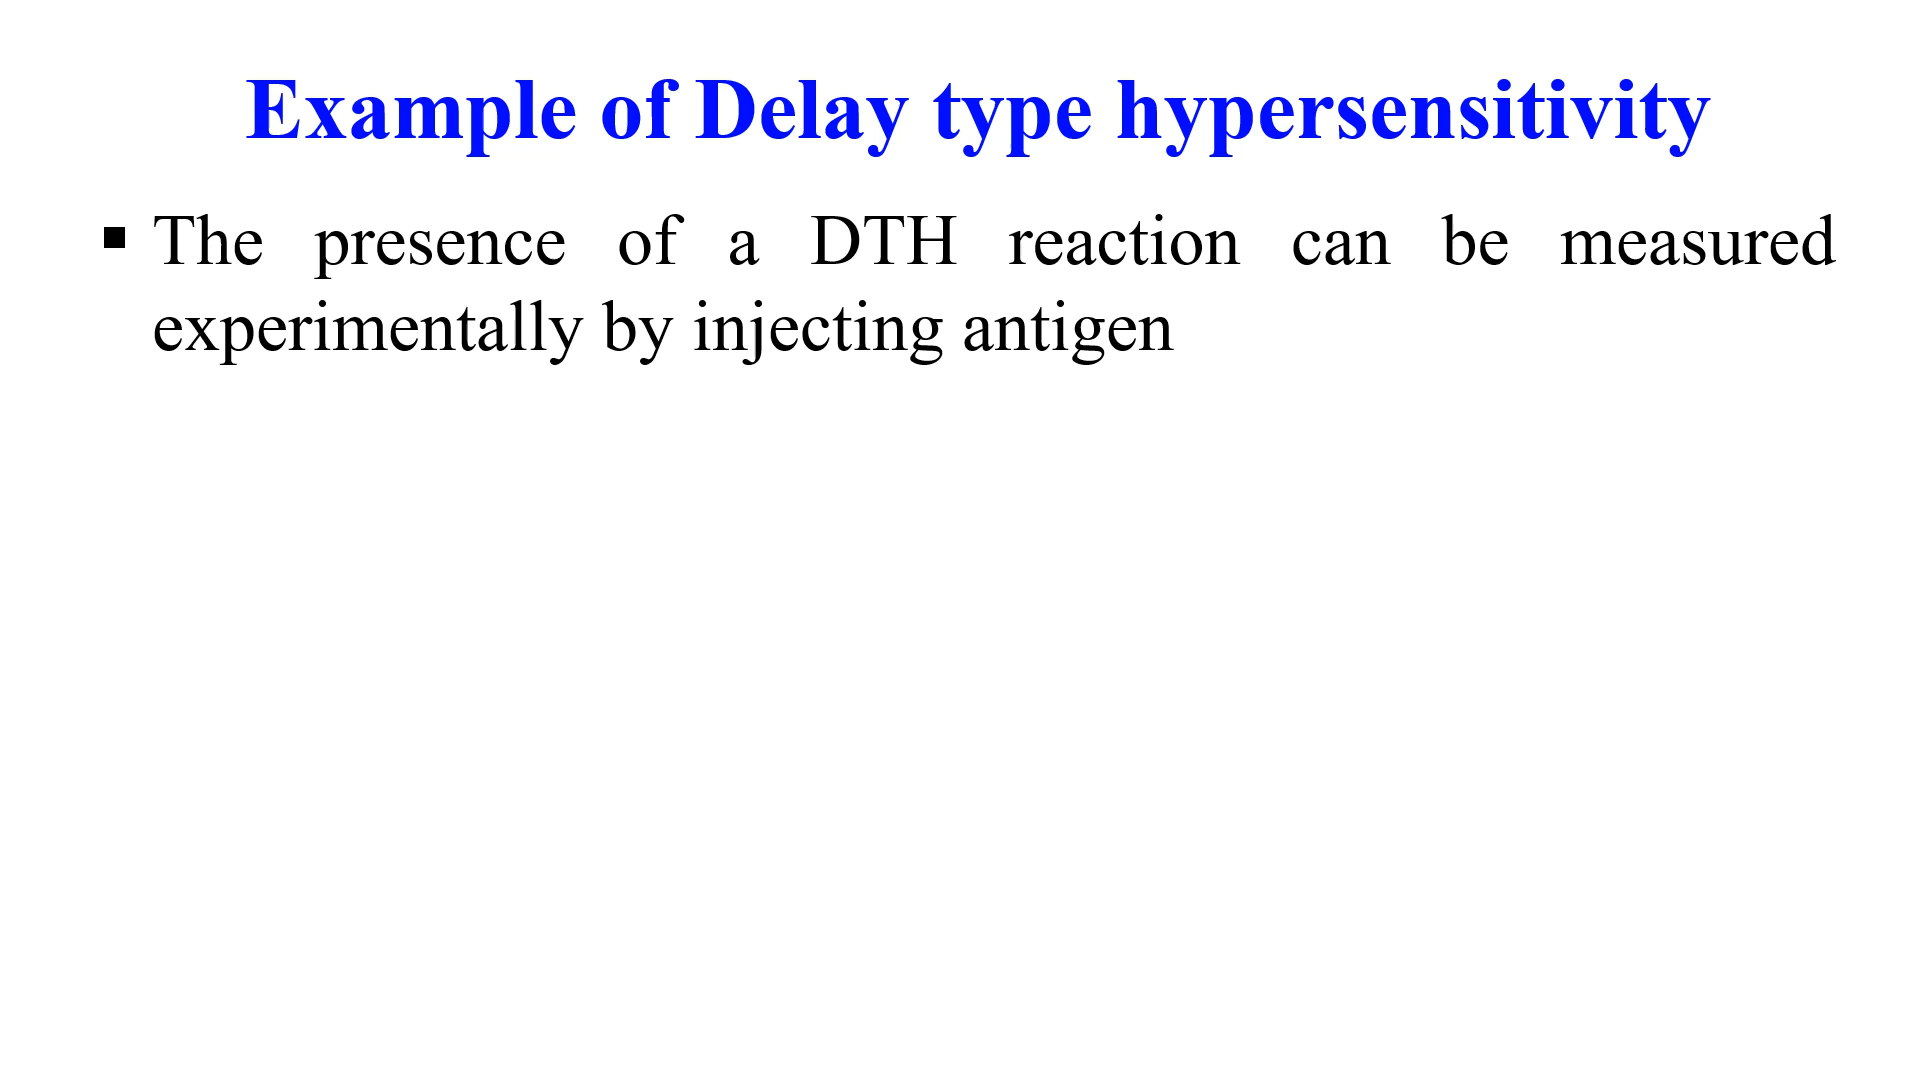 Example of Delay type hypersensitivity
▪ The presence of a DTH reaction can be measured
experimentally by injecting antigen